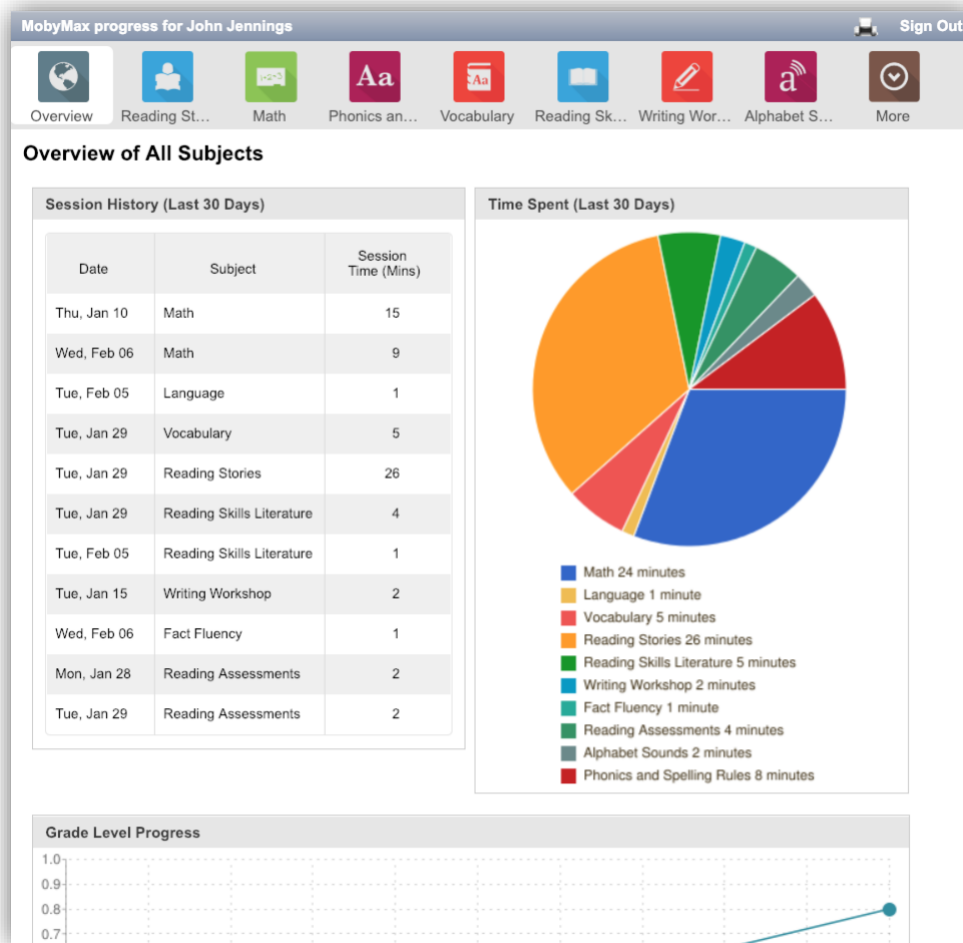 MobyMax progress for John Jennings
Sign Out
Overview
Reading St...
Math
Phonics an...
Vocabulary
Reading Sk...
Writing Wor...
Alphabet S...
More
Overview of All Subjects
Session History (Last 30 Days)
Date Subject Session Time (Mins)
Thu, Jan 10 Math 15
Wed, Feb 06 Math 9
Tue, Feb 05 Language 1
Tue, Jan 29 Vocabulary 5
Tue, Jan 29 Reading Stories 26
Tue, Jan 29 Reading Skills Literature 4
Tue, Feb 05 Reading Skills Literature 1
Tue, Jan 15 Writing Workshop 2
Wed, Feb 06 Fact Fluency 1
Mon, Jan 28 Reading Assessments 2
Tue, Jan 29 Reading Assessments 2
Time Spent (Last 30 Days)
Math 24 minutes
Language 1 minute
Vocabulary 5 minutes
Reading Stories 26 minutes
Reading Skills Literature 5 minutes
Writing Workshop 2 minutes
Fact Fluency 1 minute
Reading Assessments 4 minutes
Alphabet Sounds 2 minutes
Phonics and Spelling Rules 8 minutes
Grade Level Progress
1.0
0.9
0.8
0.7